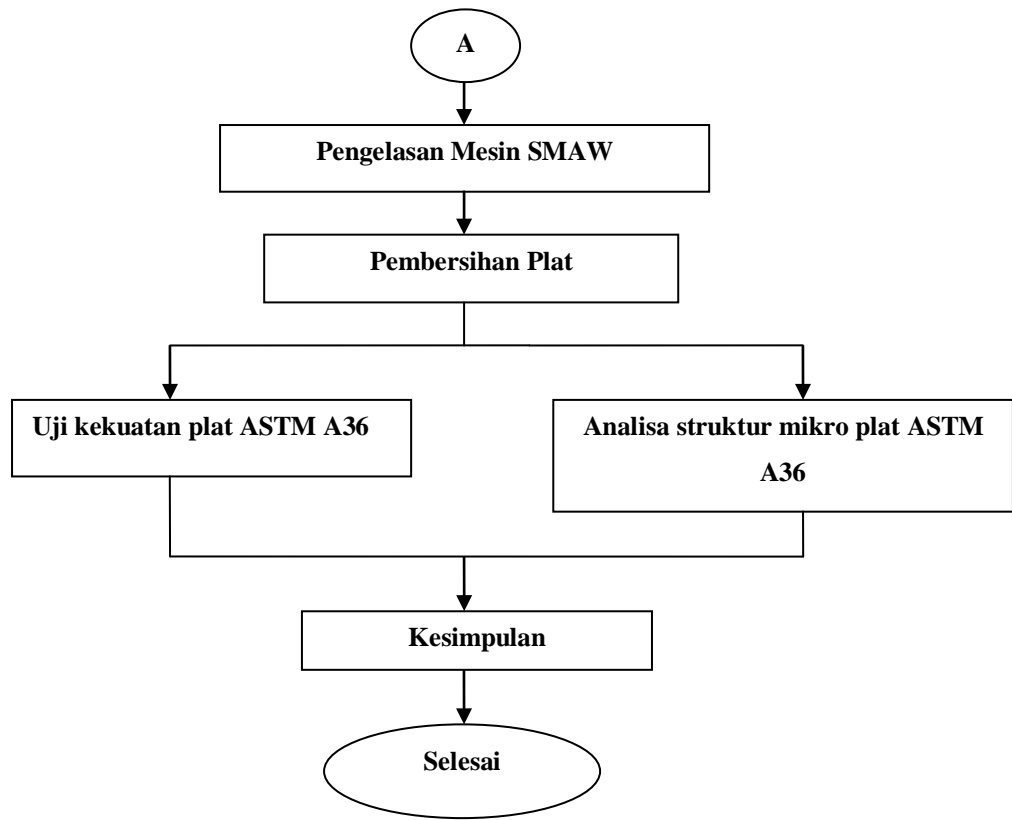 A
Pengelasan Mesin SMAW
Pembersihan Plat
Uji kekuatan plat ASTM A36
Analisa struktur mikro plat ASTM
A36
Kesimpulan
Selesai